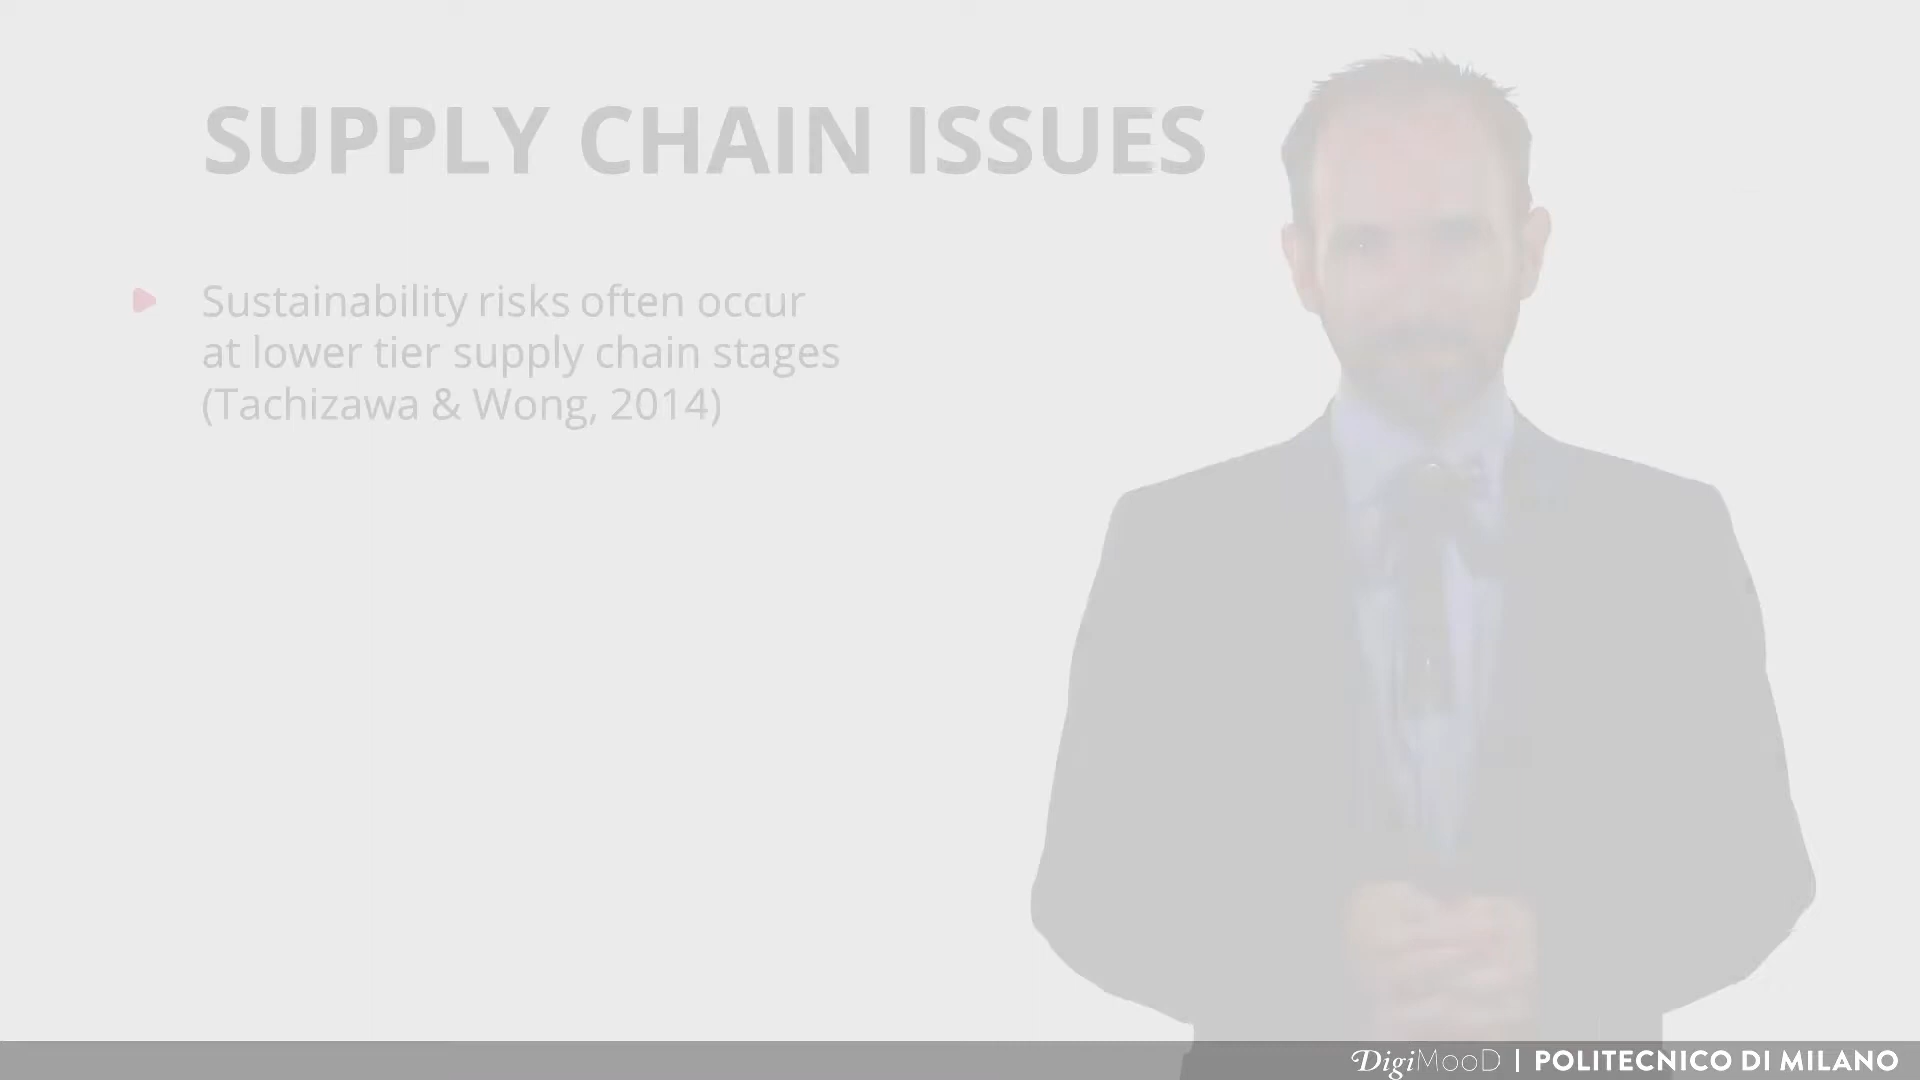 SUPPLY CHAIN ISSUES
Sustainability risks often occur
at lower tier supply chain stages
(Tachizawa & Wong, 2014)
DigiMooD | POLITECNICO DI MILANO